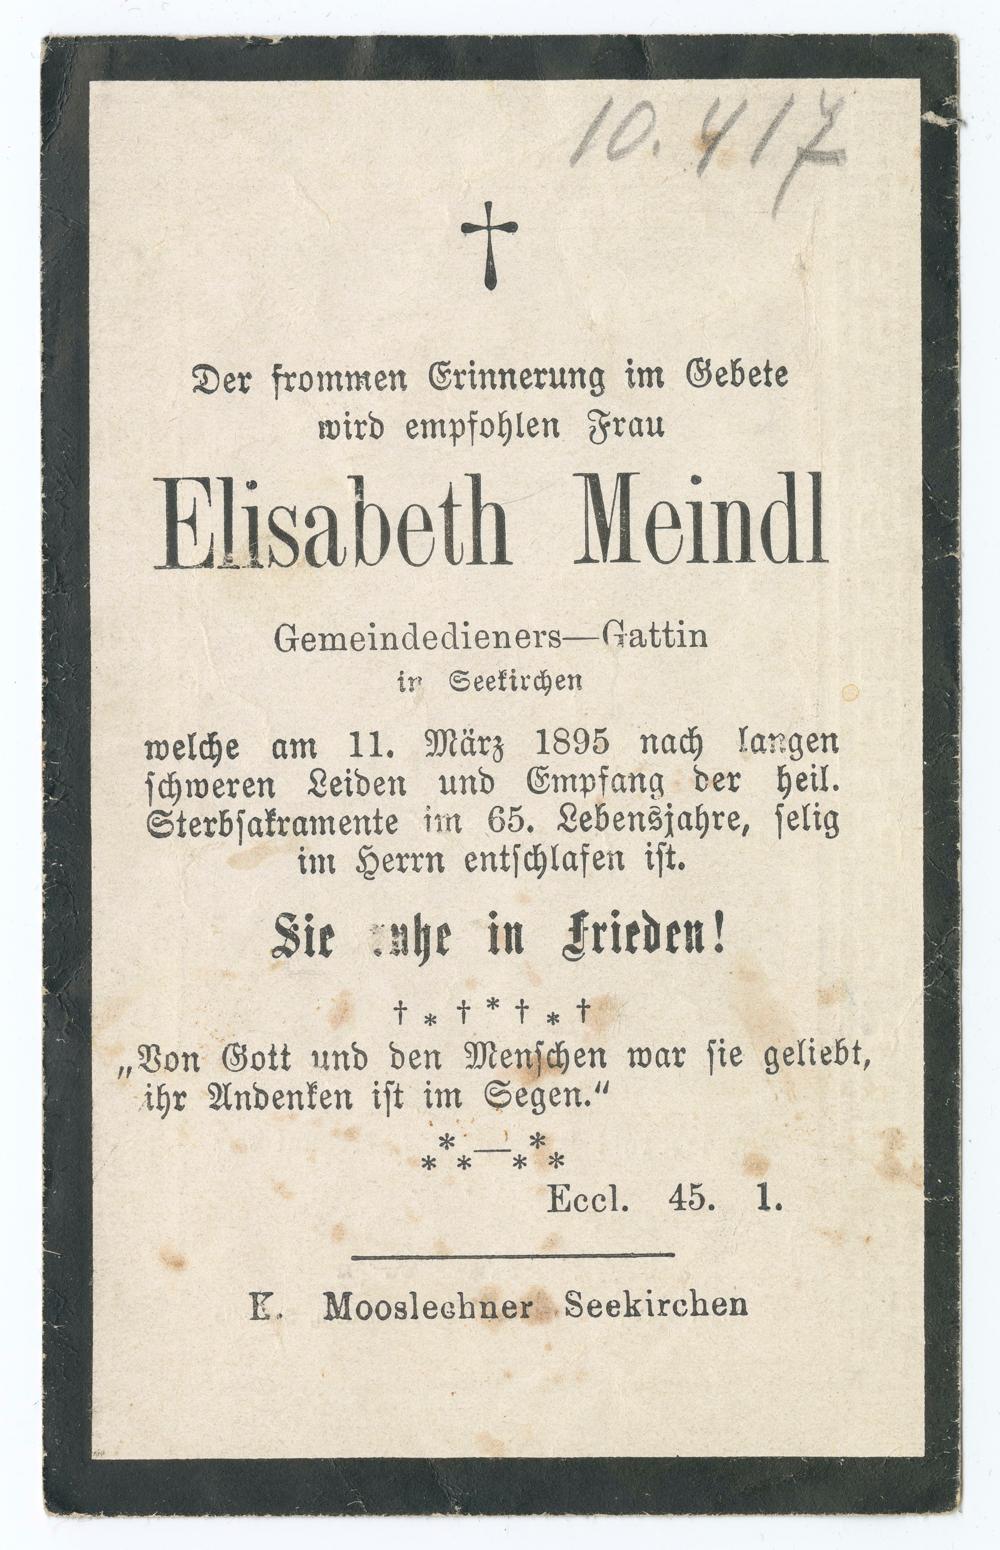 10.417
Der frommen Erinnerung im Gebete
wird empfohlen Frau
Elisabeth Meindl
Gemeindedieners—Gattin
in Seekirchen
welche am 11. März 1895 nach langen
schweren Leiden und Empfang der heil.
Sterbsakramente im 65. Lebensjahre, selig
im Herrn entschlafen ist.
Sie ruhe in Frieden!
„Von Gott und den Menschen war sie geliebt,
ihr Andenken ist im Segen.“
Eccl. 45. 1.
K. Mooslechner Seekirchen